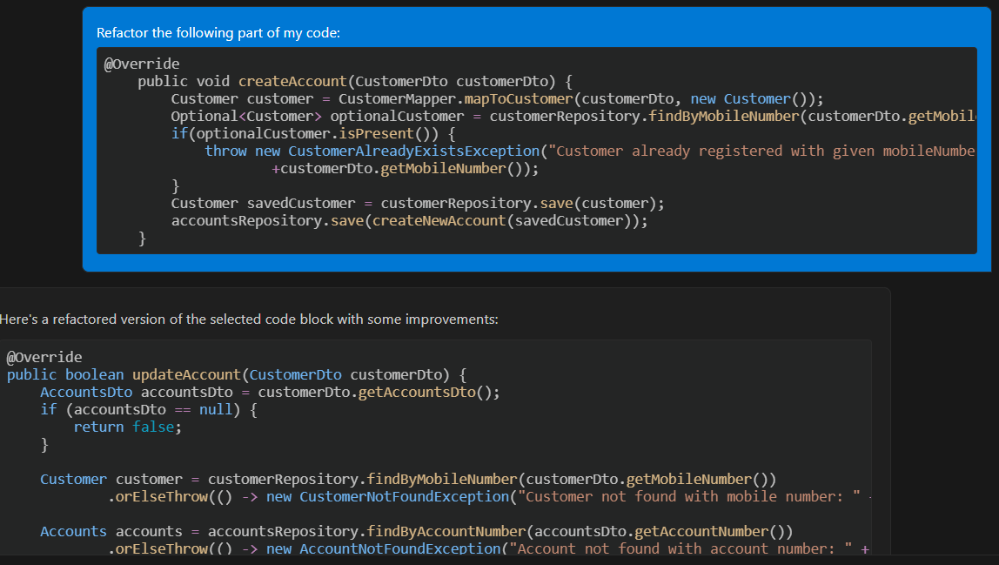 Refactor the following part of my code:
@Override
    public void createAccount(CustomerDto customerDto) {
        Customer customer = CustomerMapper.mapToCustomer(customerDto, new Customer());
        Optional<Customer> optionalCustomer = customerRepository.findByMobileNumber(customerDto.getMobil
        if(optionalCustomer.isPresent()) {
            throw new CustomerAlreadyExistsException("Customer already registered with given mobileNumbe
                    +customerDto.getMobileNumber());
        }
        Customer savedCustomer = customerRepository.save(customer);
        accountsRepository.save(createNewAccount(savedCustomer));
    }
Here's a refactored version of the selected code block with some improvements:
@Override
public boolean updateAccount(CustomerDto customerDto) {
    AccountsDto accountsDto = customerDto.getAccountsDto();
    if (accountsDto == null) {
        return false;
    }
    Customer customer = customerRepository.findByMobileNumber(customerDto.getMobileNumber())
            .orElseThrow(() -> new CustomerNotFoundException("Customer not found with mobile number: "
    Accounts accounts = accountsRepository.findByAccountNumber(accountsDto.getAccountNumber())
            .orElseThrow(() -> new AccountNotFoundException("Account not found with account number: " +